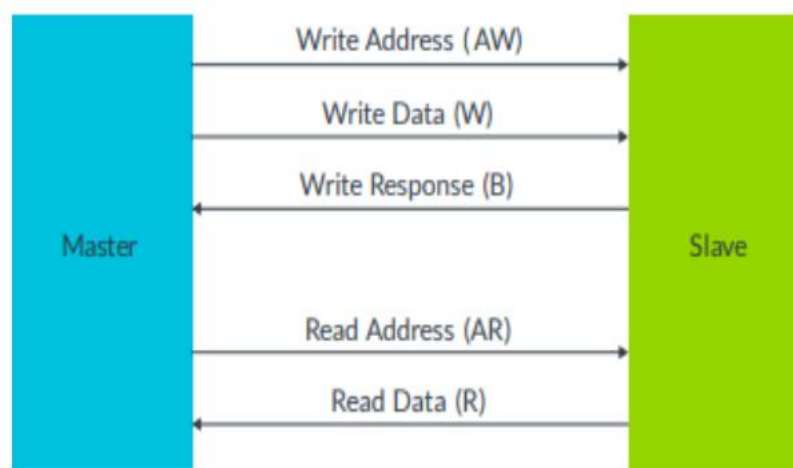 Write Address (AW)
Write Data (W)
Write Response (B)
Master
Slave
Read Address (AR)
Read Data (R)